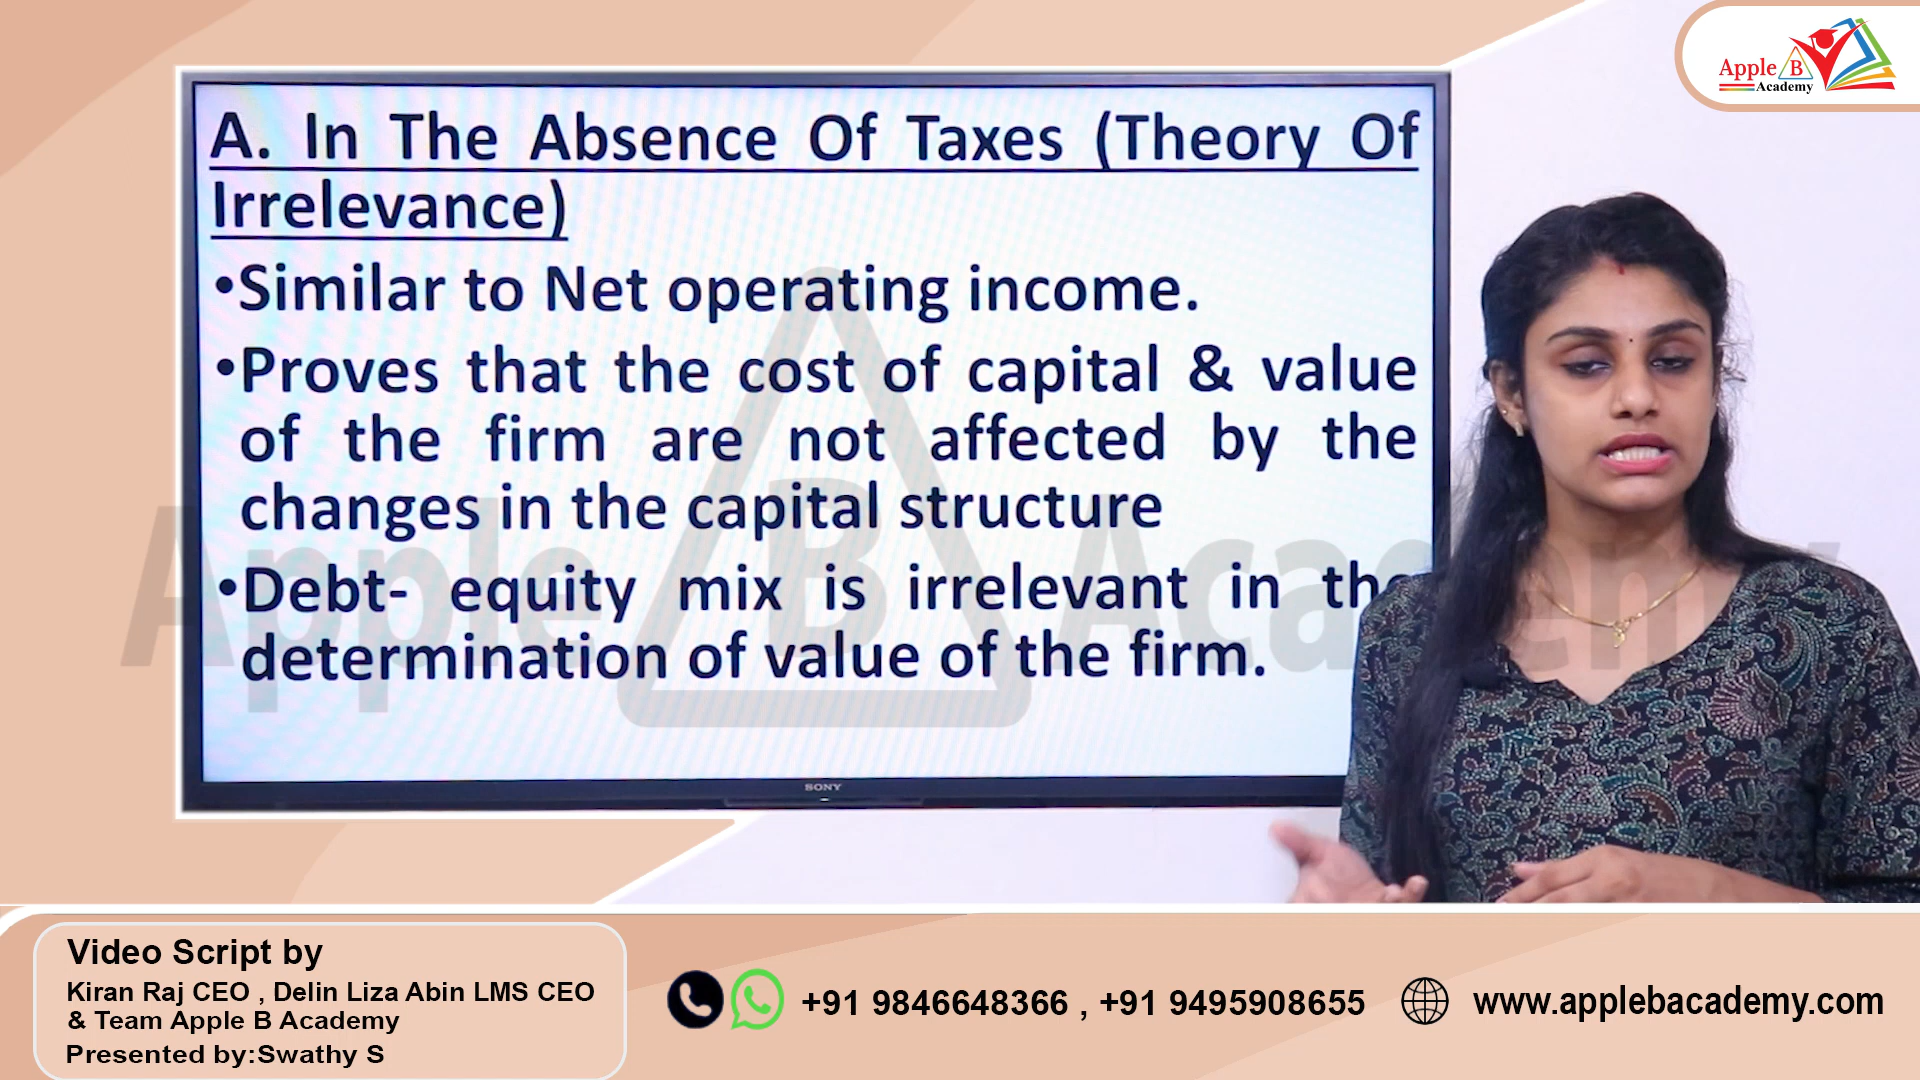 Apple B
Academy
A. In The Absence Of Taxes (Theory Of
Irrelevance)
•Similar to Net operating income.
•Proves that the cost of capital & value
of the firm are not affected by the
changes in the capital structure
•Debt- equity mix is irrelevant in the
determination of value of the firm.
Apple B Academy
SONY
Video Script by
Kiran Raj CEO , Delin Liza Abin LMS CEO
& Team Apple B Academy
Presented by:Swathy S
+91 9846648366 , +91 9495908655
www.applebacademy.com